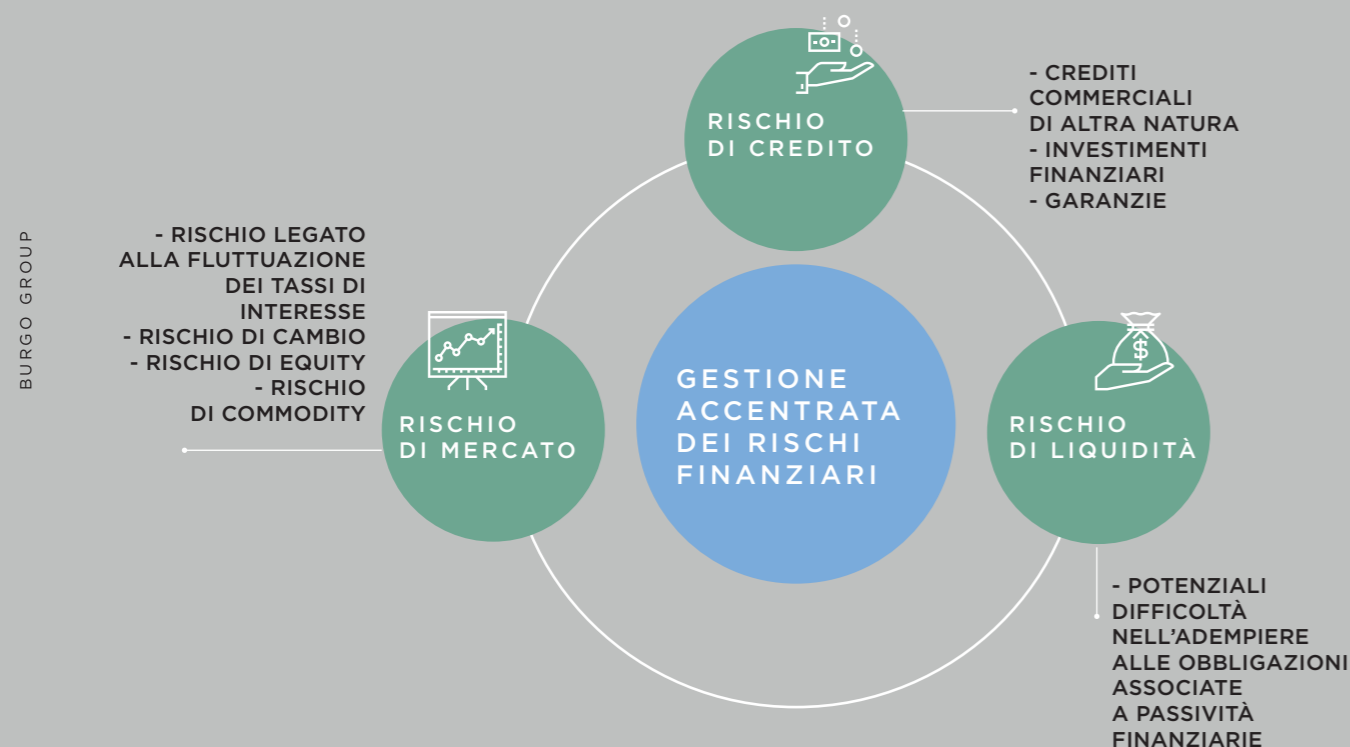 BURGO GROUP
RISCHIO
DI CREDITO
- CREDITI
COMMERCIALI
DI ALTRA NATURA
- INVESTIMENTI
FINANZIARI
- GARANZIE
- RISCHIO LEGATO
ALLA FLUTTUAZIONE
DEI TASSI DI
INTERESSE
- RISCHIO DI CAMBIO
- RISCHIO DI EQUITY
- RISCHIO
DI COMMODITY
RISCHIO
DI MERCATO
GESTIONE
ACCENTRATA
DEI RISCHI
FINANZIARI
RISCHIO
DI LIQUIDITÀ
- POTENZIALI
DIFFICOLTÀ
NELL’ADEMPIERE
ALLE OBBLIGAZIONI
ASSOCIATE
A PASSIVITÀ
FINANZIARIE